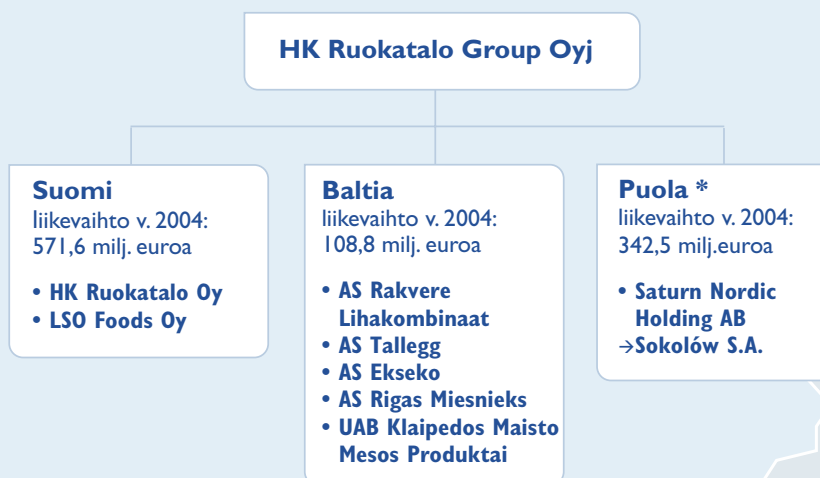 HK Ruokatalo Group Oyj
Suomi
liikevaihto v. 2004:
571,6 milj. euroa
• HK Ruokatalo Oy
• LSO Foods Oy
Baltia
liikevaihto v. 2004:
108,8 milj. euroa
• AS Rakvere
Lihakombinaat
• AS Tallegg
• AS Ekseko
• AS Rigas Miesnieks
• UAB Klaipedos Maisto
Mesos Produktai
Puola *
liikevaihto v. 2004:
342,5 milj.euroa
• Saturn Nordic
Holding AB
→Sokolów S.A.